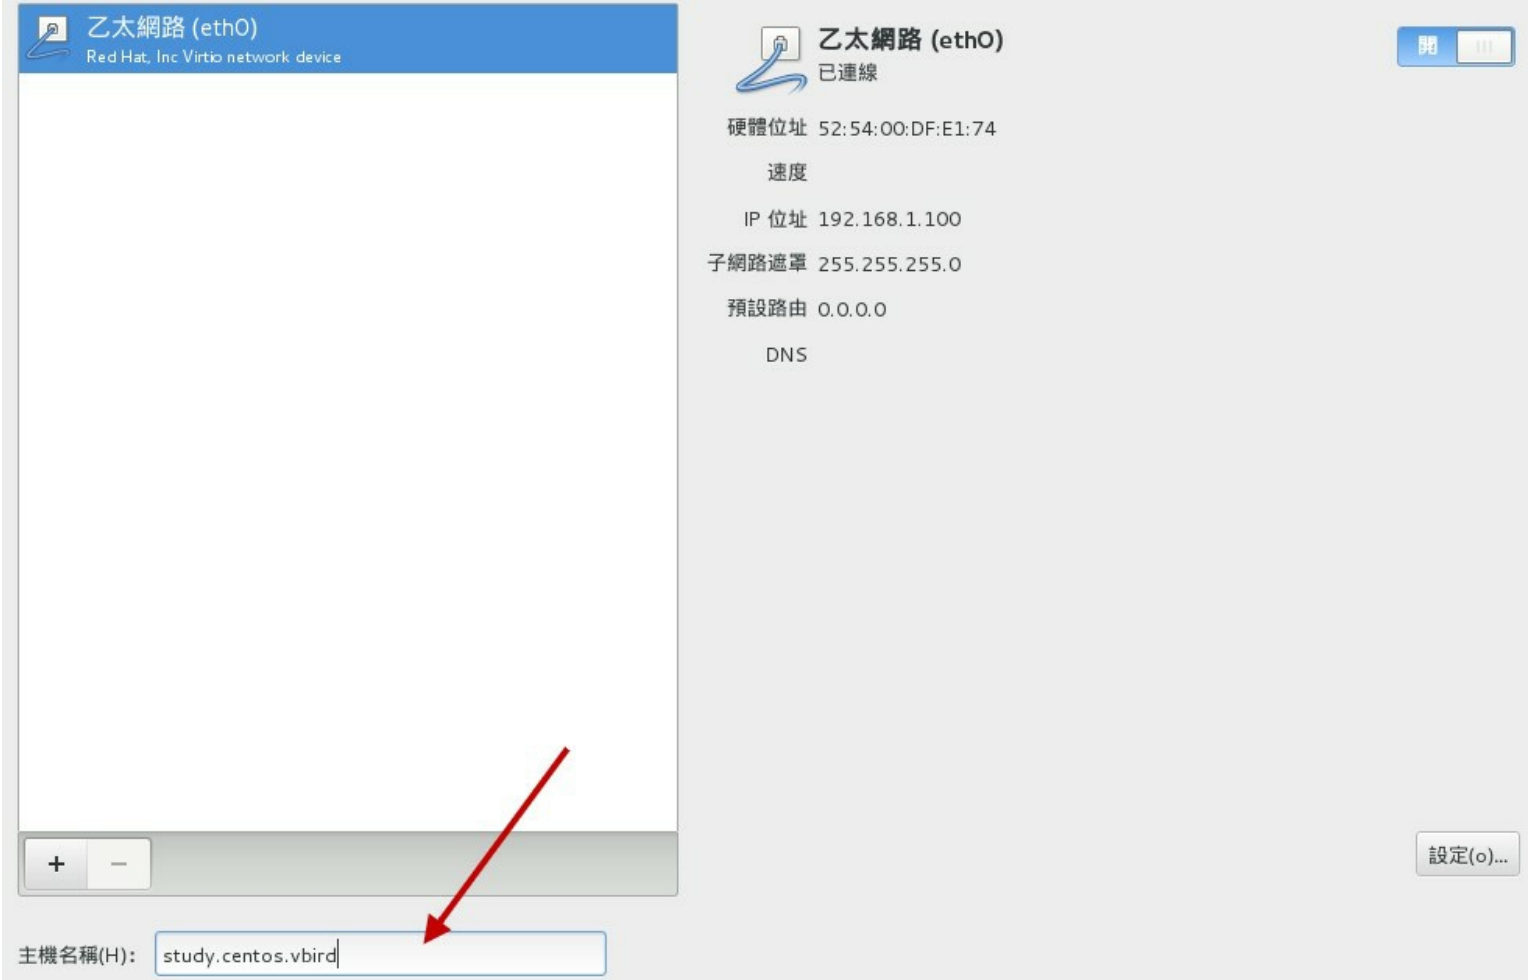 乙太網路 (eth0)
Red Hat, Inc Virtio network device
乙太網路 (eth0)
已連線
開
硬體位址 52:54:00:DF:E1:74
速度
IP 位址 192.168.1.100
子網路遮罩 255.255.255.0
預設路由 0.0.0.0
DNS
設定(o)...
主機名稱(H): study.centos.vbird